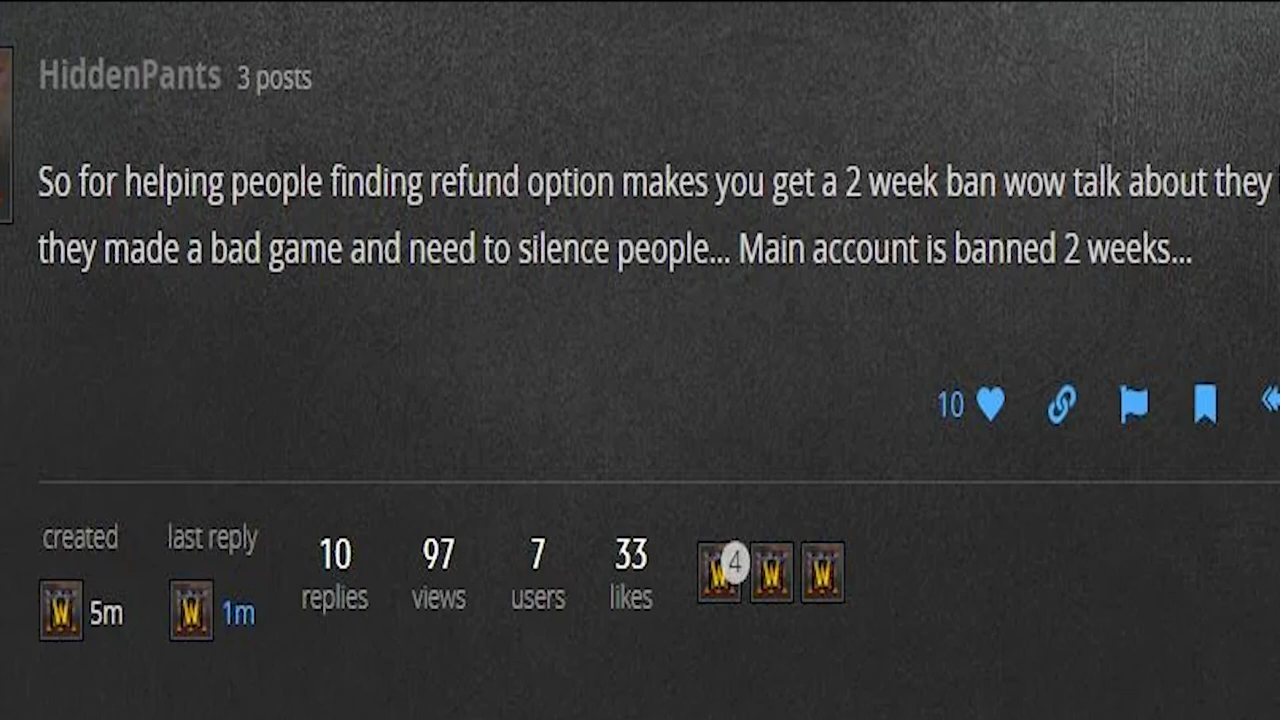 HiddenPants 3 posts
So for helping people finding refund option makes you get a 2 week ban wow talk about they
they made a bad game and need to silence people... Main account is banned 2 weeks...
10
created last reply
10 97 7 33
4
replies views users likes
5m 1m
W W W W W